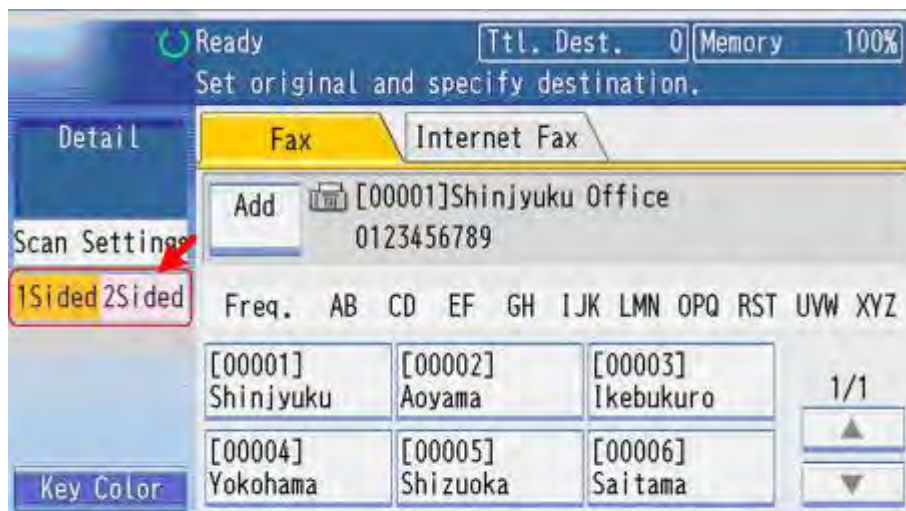 Ready
Ttl. Dest. 0
Memory 100%
Set original and specify destination.
Detail
Fax
Internet Fax
Add
[00001]Shinjyuku Office
0123456789
Scan Settings
1Sided 2Sided
Freq. AB CD EF GH IJK LMN OPQ RST UVW XYZ
[00001]
Shinjyuku
[00002]
Aoyama
[00003]
Ikebukuro
1/1
[00004]
Yokohama
[00005]
Shizuoka
[00006]
Saitama
Key Color